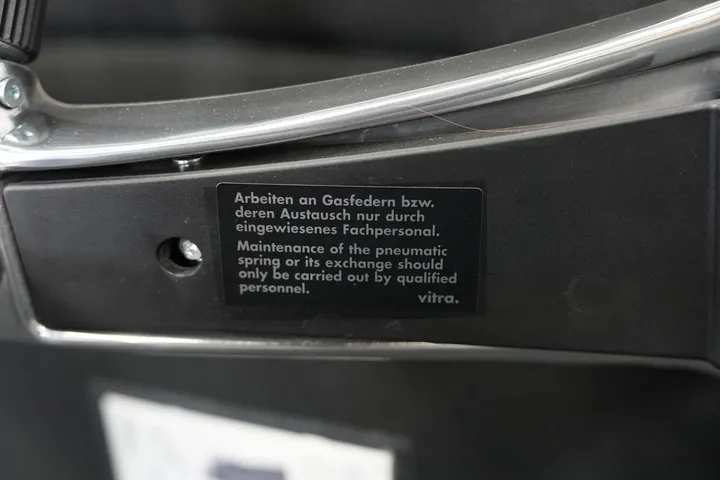 Arbeiten an Gasfedern bzw.
deren Austausch nur durch
eingewiesenes Fachpersonal.
Maintenance of the pneumatic
spring or its exchange should
only be carried out by qualified
personnel.
vitra.